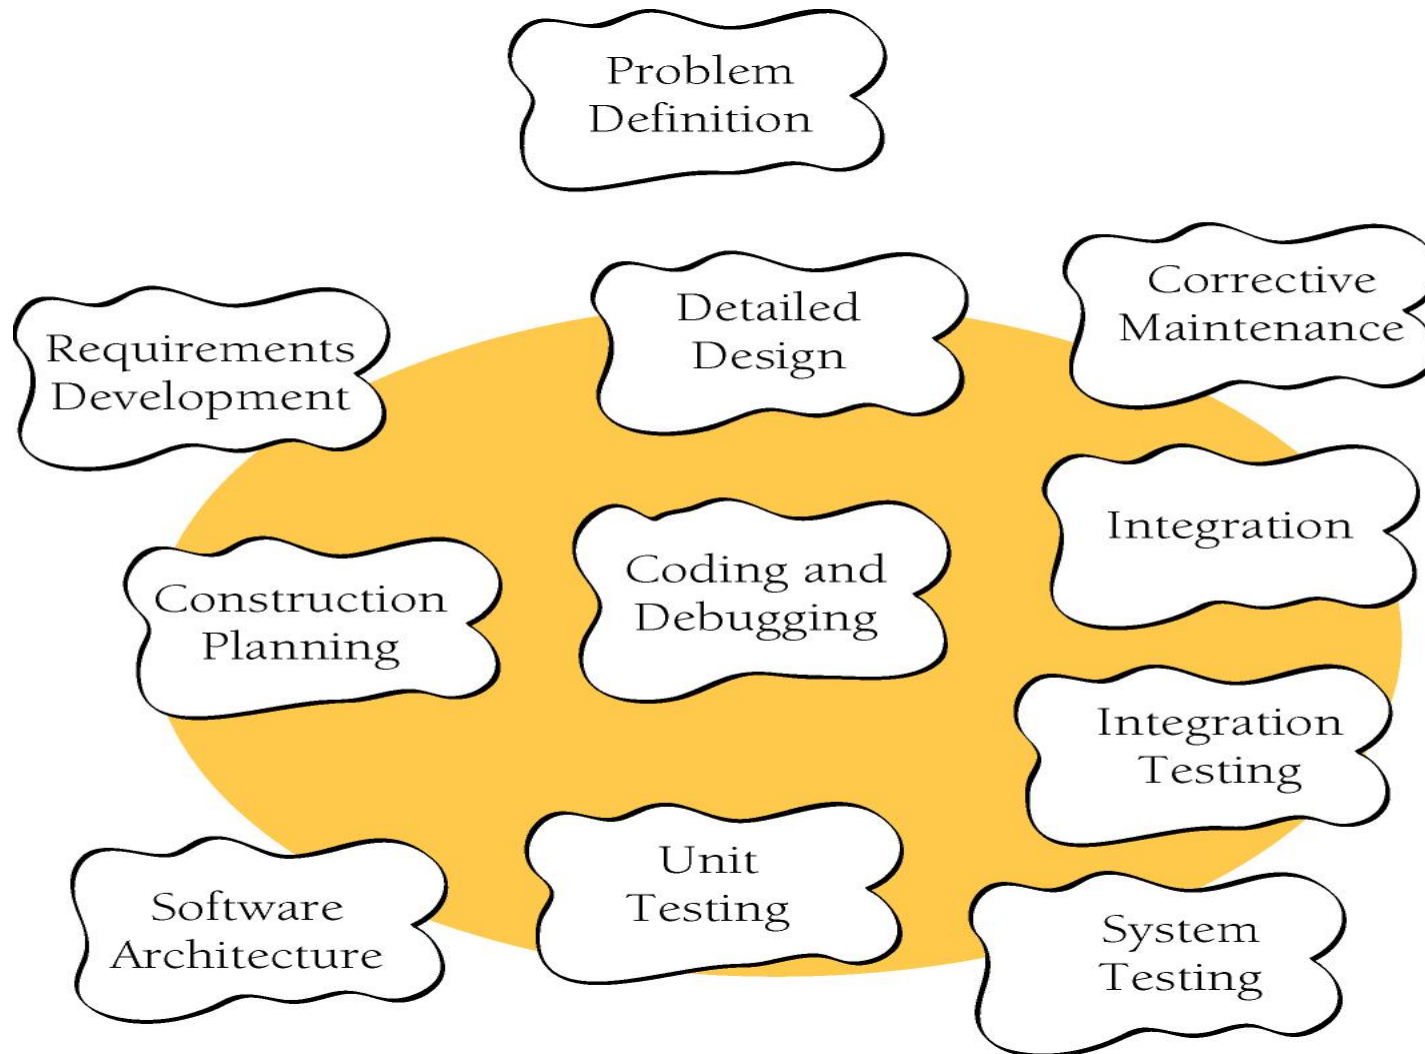 Problem
Definition
Requirements
Development
Detailed
Design
Corrective
Maintenance
Construction
Planning
Coding and
Debugging
Integration
Integration
Testing
Software
Architecture
Unit
Testing
System
Testing